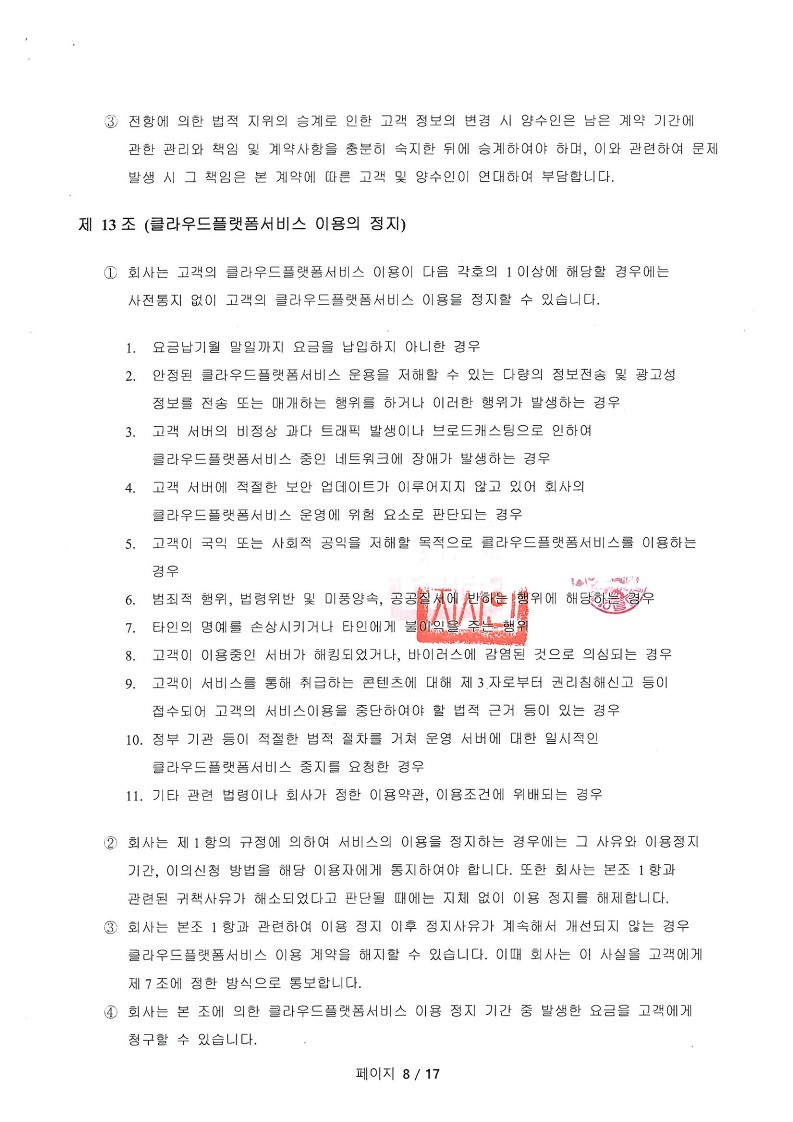 ③ 전항에 의한 법적 지위의 승계로 인한 고객 정보의 변경 시 양수인은 남은 계약 기간에
관한 관리와 책임 및 계약사항을 충분히 숙지한 뒤에 승계하여야 하며, 이와 관련하여 문제
발생 시 그 책임은 본 계약에 따른 고객 및 양수인이 연대하여 부담합니다.
제 13 조 (클라우드플랫폼서비스 이용의 정지)
① 회사는 고객의 클라우드플랫폼서비스 이용이 다음 각호의 1 이상에 해당할 경우에는
사전통지 없이 고객의 클라우드플랫폼서비스 이용을 정지할 수 있습니다.
1. 요금납기월 말일까지 요금을 납입하지 아니한 경우
2. 안정된 클라우드플랫폼서비스 운용을 저해할 수 있는 다량의 정보전송 및 광고성
정보를 전송 또는 매개하는 행위를 하거나 이러한 행위가 발생하는 경우
3. 고객 서버의 비정상 과다 트래픽 발생이나 브로드캐스팅으로 인하여
클라우드플랫폼서비스 중인 네트워크에 장애가 발생하는 경우
4. 고객 서버에 적절한 보안 업데이트가 이루어지지 않고 있어 회사의
클라우드플랫폼서비스 운영에 위험 요소로 판단되는 경우
5. 고객이 국익 또는 사회적 공익을 저해할 목적으로 클라우드플랫폼서비스를 이용하는
경우
6. 범죄적 행위, 법령위반 및 미풍양속, 공공질서에 반하는 행위에 해당하는 경우
7. 타인의 명예를 손상시키거나 타인에게 불이익을 주는 행위
8. 고객이 이용중인 서버가 해킹되었거나, 바이러스에 감염된 것으로 의심되는 경우
9. 고객이 서비스를 통해 취급하는 콘텐츠에 대해 제 3 자로부터 권리침해신고 등이
접수되어 고객의 서비스이용을 중단하여야 할 법적 근거 등이 있는 경우
10. 정부 기관 등이 적절한 법적 절차를 거쳐 운영 서버에 대한 일시적인
클라우드플랫폼서비스 중지를 요청한 경우
11. 기타 관련 법령이나 회사가 정한 이용약관, 이용조건에 위배되는 경우
② 회사는 제 1 항의 규정에 의하여 서비스의 이용을 정지하는 경우에는 그 사유와 이용정지
기간, 이의신청 방법을 해당 이용자에게 통지하여야 합니다. 또한 회사는 본조 1 항과
관련된 귀책사유가 해소되었다고 판단될 때에는 지체 없이 이용 정지를 해제합니다.
③ 회사는 본조 1 항과 관련하여 이용 정지 이후 정지사유가 계속해서 개선되지 않는 경우
클라우드플랫폼서비스 이용 계약을 해지할 수 있습니다. 이때 회사는 이 사실을 고객에게
제 7 조에 정한 방식으로 통보합니다.
④ 회사는 본 조에 의한 클라우드플랫폼서비스 이용 정지 기간 중 발생한 요금을 고객에게
청구할 수 있습니다.
페이지 8 / 17